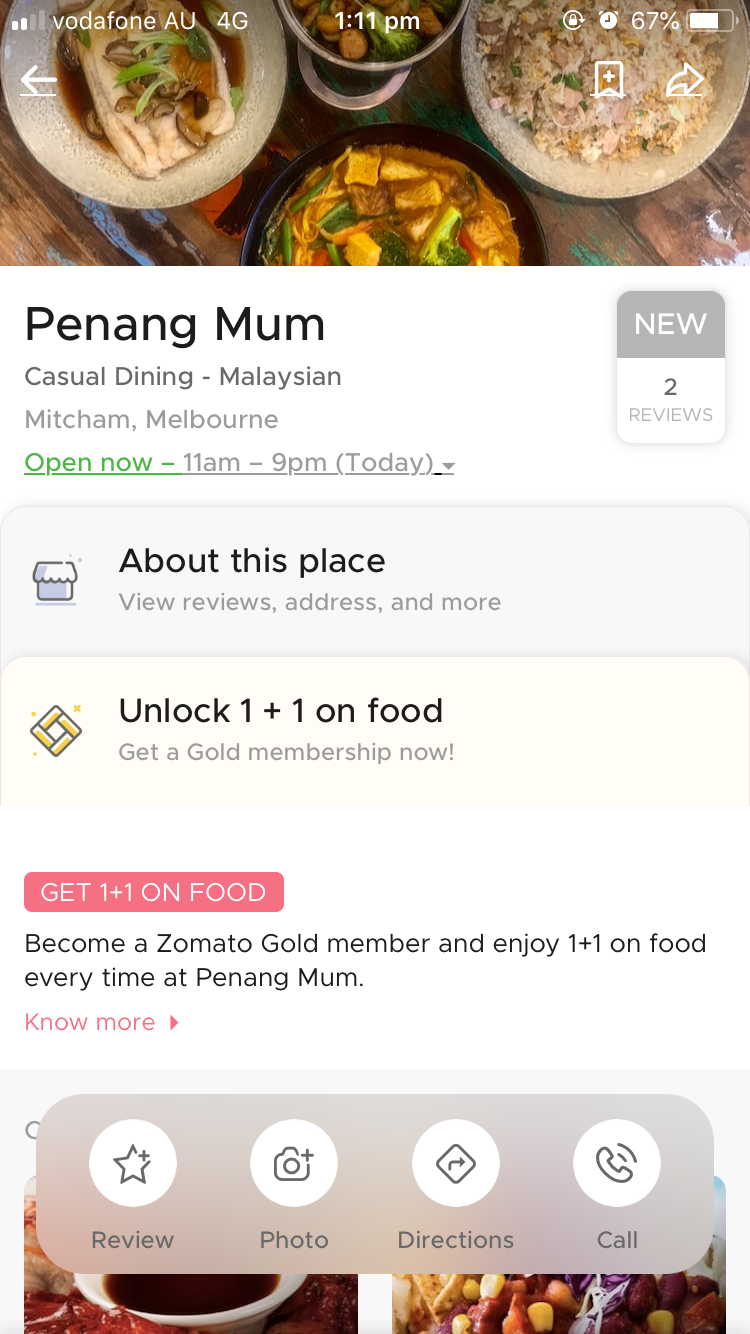 vodafone AU 4G 1:11 pm 67%
Penang Mum
NEW
2
REVIEWS
Casual Dining - Malaysian
Mitcham, Melbourne
Open now – 11am – 9pm (Today)
About this place
View reviews, address, and more
Unlock 1 + 1 on food
Get a Gold membership now!
GET 1+1 ON FOOD
Become a Zomato Gold member and enjoy 1+1 on food
every time at Penang Mum.
Know more
Review Photo Directions Call